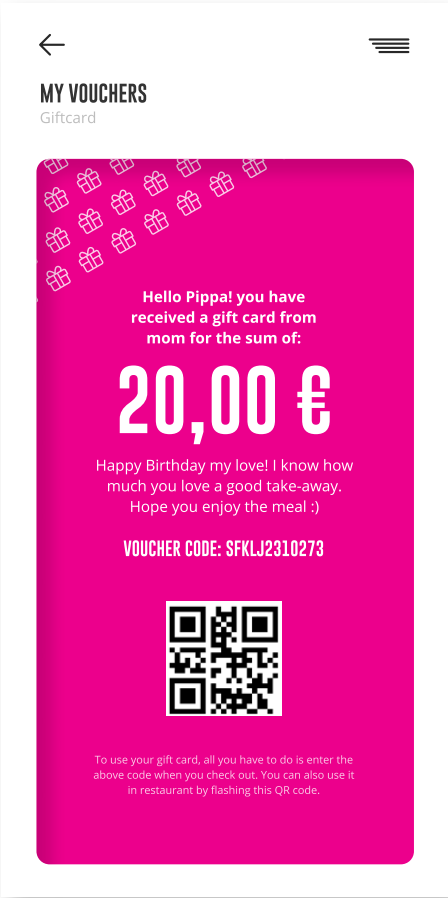 MY VOUCHERS
Giftcard
Hello Pippa! you have
received a gift card from
mom for the sum of:
20,00 €
Happy Birthday my love! I know how
much you love a good take-away.
Hope you enjoy the meal :)
VOUCHER CODE: SFKLJ2310273
To use your gift card, all you have to do is enter the
above code when you check out. You can also use it
in restaurant by flashing this QR code.